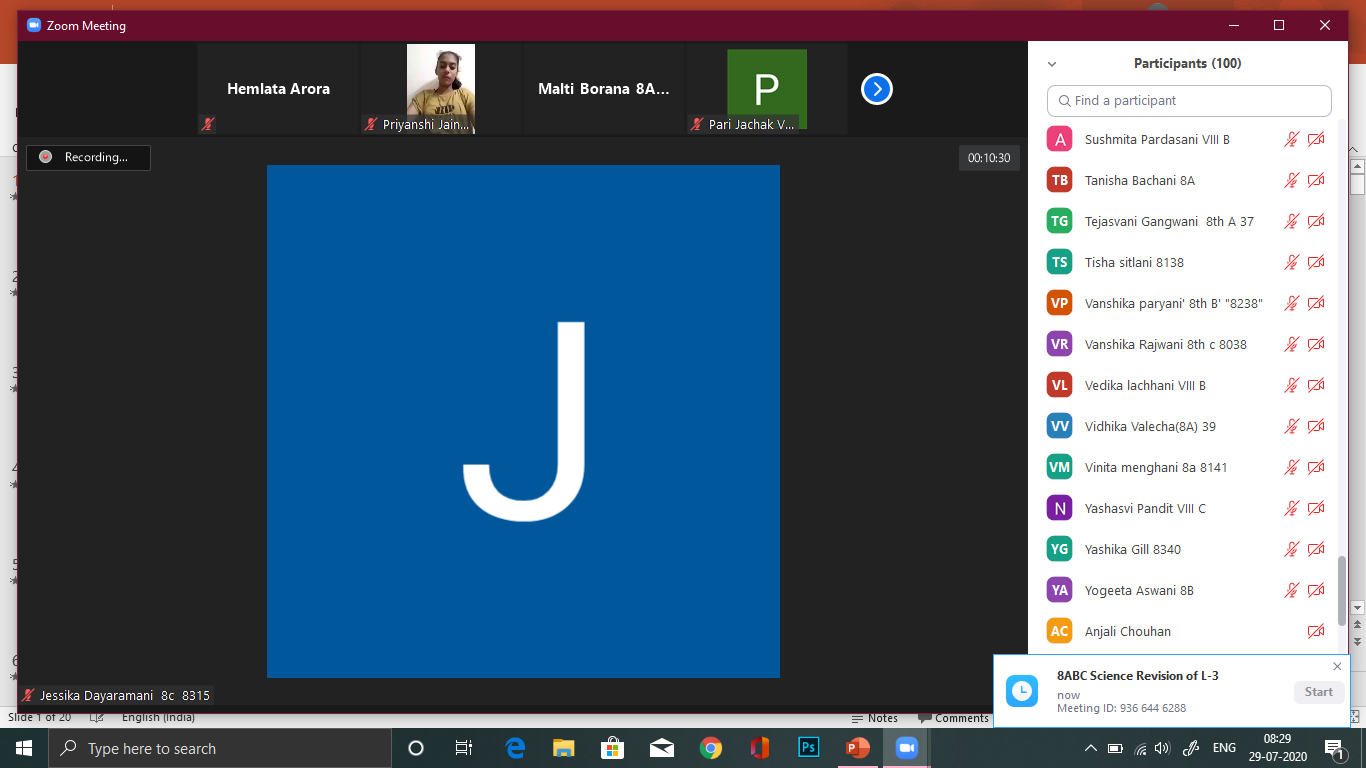 Zoom Meeting
Hemlata Arora
Priyanshi Jain...
Malti Borana 8A...
P
Pari Jachak V...
Recording...
00:10:30
J
Jessika Dayaramani 8c 8315
Participants (100)
Find a participant
A Sushmita Pardasani VIII B
TB Tanisha Bachani 8A
TG Tejasvani Gangwani 8th A 37
TS Tisha sitlani 8138
VP Vanshika paryani' 8th B' "8238"
VR Vanshika Rajwani 8th c 8038
VL Vedika lachhani VIII B
VV Vidhika Valecha(8A) 39
VM Vinita menghani 8a 8141
N Yashasvi Pandit VIII C
YG Yashika Gill 8340
YA Yogeeta Aswani 8B
AC Anjali Chouhan
8ABC Science Revision of L-3
now
Meeting ID: 936 644 6288
Start
Slide 1 of 20
English (India)
Notes
Comments
Type here to search
Ps
ENG
08:29
29-07-2020
1